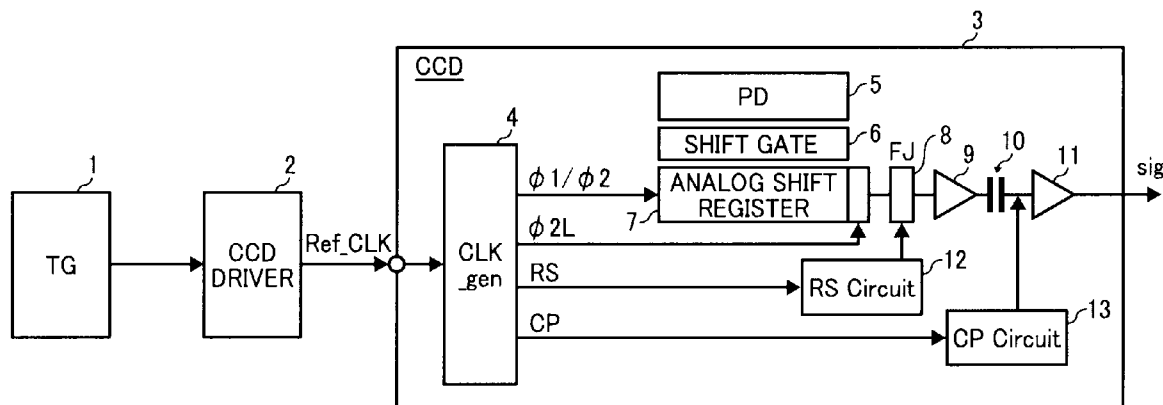 3
CCD
PD
5
4
SHIFT GATE
6
FJ
8
9
10
11
sig
1
2
ϕ1/ϕ2
ANALOG SHIFT
REGISTER
7
TG
CCD
DRIVER
Ref_CLK
CLK
_gen
ϕ2L
RS
RS Circuit
12
CP
CP Circuit
13